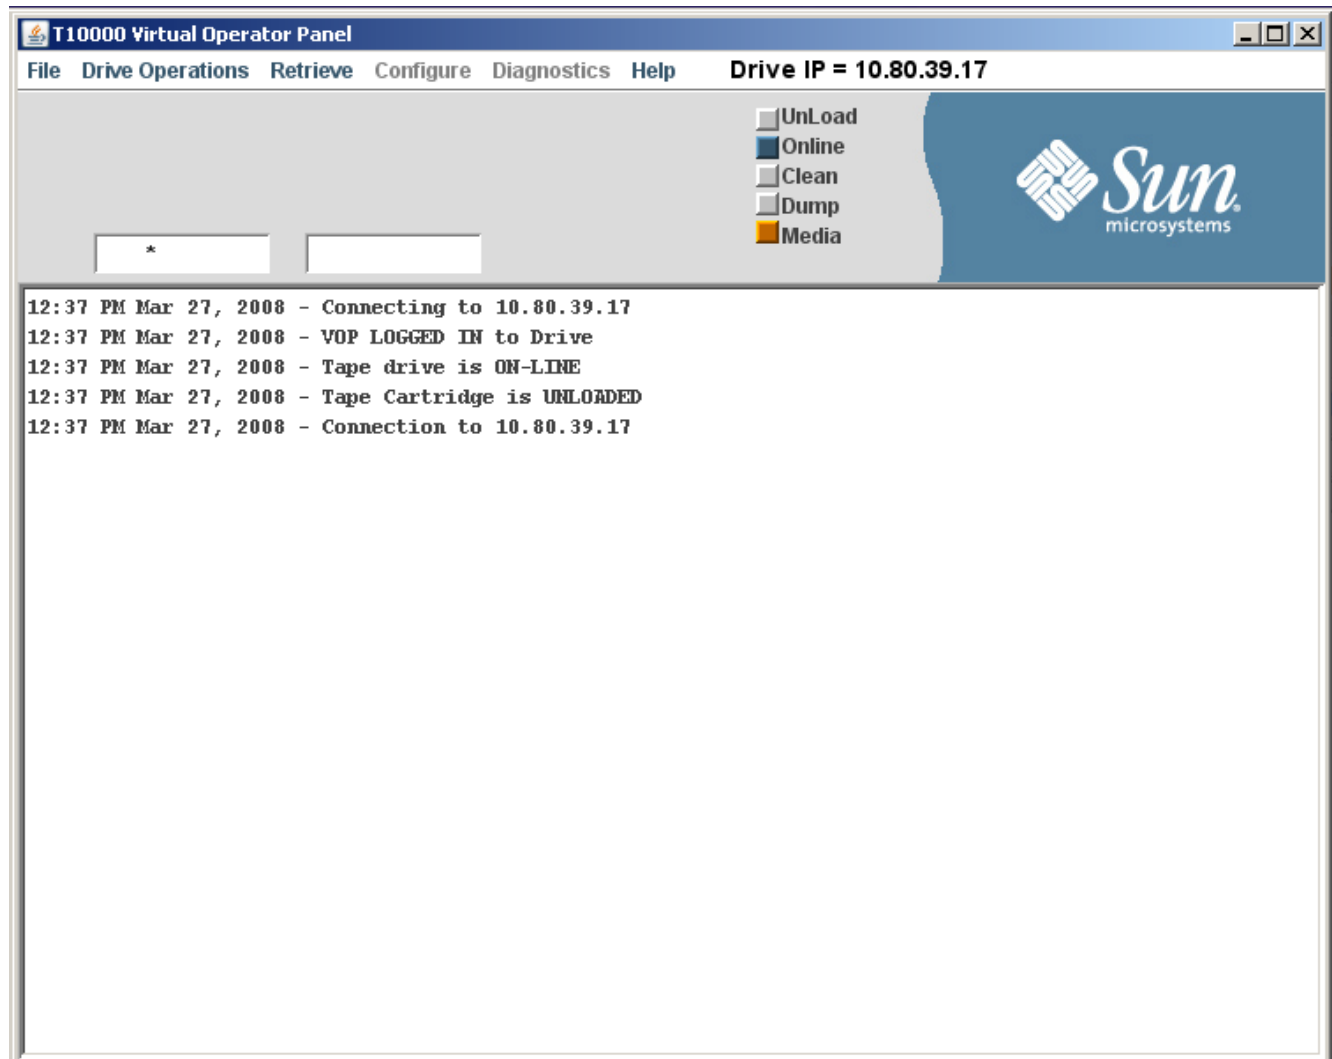 T10000 Virtual Operator Panel
File Drive Operations Retrieve Configure Diagnostics Help Drive IP = 10.80.39.17
UnLoad
Online
Clean
Dump
Media
*
Sun.
microsystems
12:37 PM Mar 27, 2008 - Connecting to 10.80.39.17
12:37 PM Mar 27, 2008 - VOP LOGGED IN to Drive
12:37 PM Mar 27, 2008 - Tape drive is ON-LINE
12:37 PM Mar 27, 2008 - Tape Cartridge is UNLOADED
12:37 PM Mar 27, 2008 - Connection to 10.80.39.17